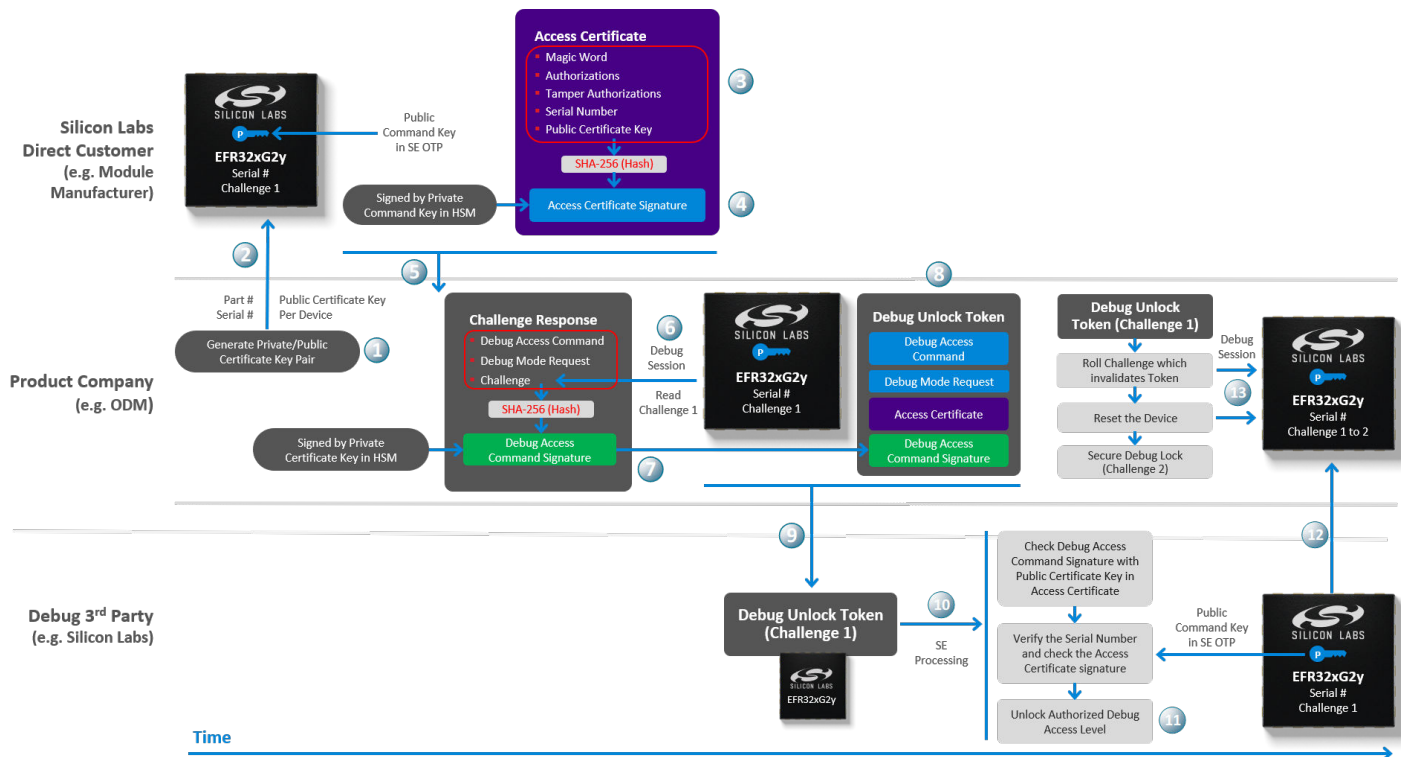 Silicon Labs
Direct Customer
(e.g. Module
Manufacturer)
SILICON LABS
P
EFR32xG2y
Serial #
Challenge 1
Public
Command Key
in SE OTP
Access Certificate
Magic Word
Authorizations
Tamper Authorizations
Serial Number
Public Certificate Key
3
SHA-256 (Hash)
Signed by Private
Command Key in HSM
Access Certificate Signature
4
2
5
8
Part #
Serial #
Public Certificate Key
Per Device
Generate Private/Public
Certificate Key Pair
1
Product Company
(e.g. ODM)
Challenge Response
Debug Access Command
Debug Mode Request
Challenge
SHA-256 (Hash)
Signed by Private
Certificate Key in HSM
Debug Access
Command Signature
7
6
Debug
Session
Read
Challenge 1
SILICON LABS
P
EFR32xG2y
Serial #
Challenge 1
Debug Unlock Token
Debug Access
Command
Debug Mode Request
Access Certificate
Debug Access
Command Signature
Debug Unlock
Token (Challenge 1)
Roll Challenge which
invalidates Token
Reset the Device
Secure Debug Lock
(Challenge 2)
Debug
Session
13
SILICON LABS
P
EFR32xG2y
Serial #
Challenge 1 to 2
9
12
Debug 3rd Party
(e.g. Silicon Labs)
Debug Unlock Token
(Challenge 1)
SILICON LABS
EFR32xG2y
10
SE
Processing
Check Debug Access
Command Signature with
Public Certificate Key in
Access Certificate
Verify the Serial Number
and check the Access
Certificate signature
Unlock Authorized Debug
Access Level
11
Public
Command Key
in SE OTP
SILICON LABS
P
EFR32xG2y
Serial #
Challenge 1
Time